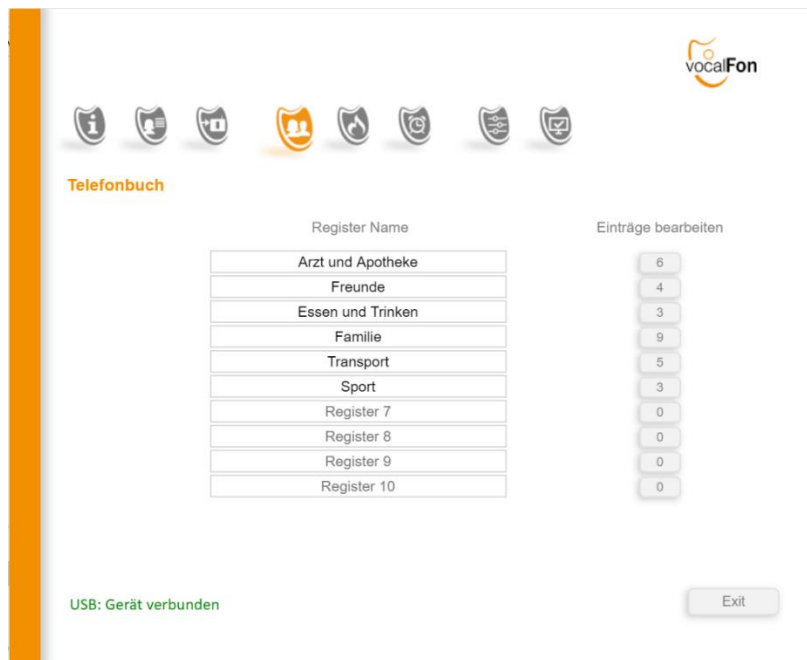 vocalFon
Telefonbuch
Register Name Einträge bearbeiten
Arzt und Apotheke 6
Freunde 4
Essen und Trinken 3
Familie 9
Transport 5
Sport 3
Register 7 0
Register 8 0
Register 9 0
Register 10 0
USB: Gerät verbunden Exit